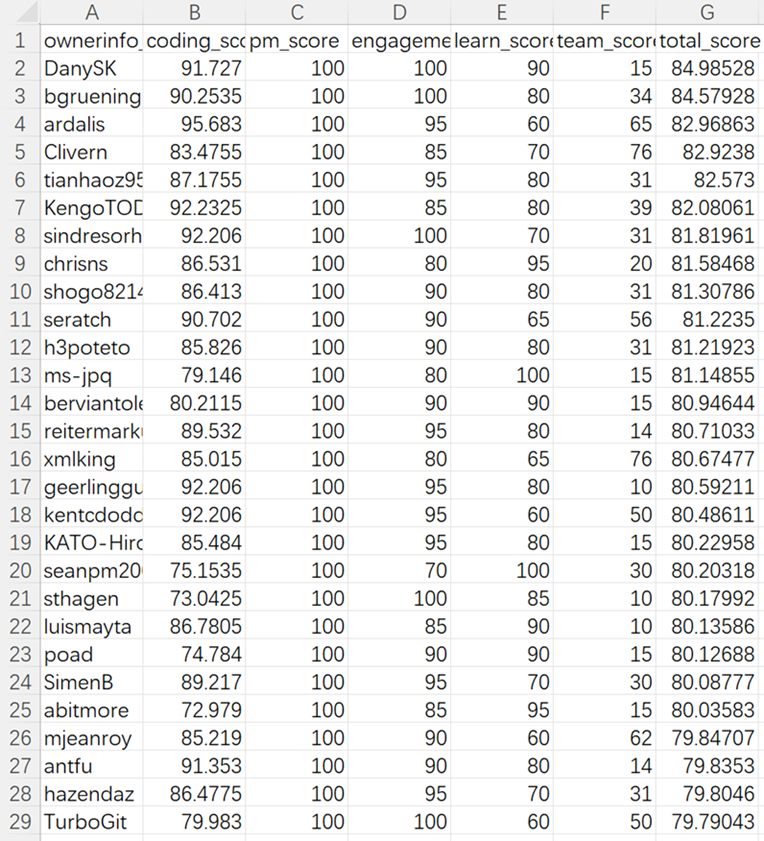 A B C D E F G
1 ownerinfo_ coding_sco pm_score engageme learn_score team_score total_score
2 DanySK 91.727 100 100 90 15 84.98528
3 bgruening 90.2535 100 100 80 34 84.57928
4 ardalis 95.683 100 95 60 65 82.96863
5 Clivern 83.4755 100 85 70 76 82.9238
6 tianhaoz95 87.1755 100 95 80 31 82.573
7 KengoTOD 92.2325 100 85 80 39 82.08061
8 sindresorh 92.206 100 100 70 31 81.81961
9 chrisns 86.531 100 80 95 20 81.58468
10 shogo8214 86.413 100 90 80 31 81.30786
11 seratch 90.702 100 90 65 56 81.2235
12 h3poteto 85.826 100 90 80 31 81.21923
13 ms-jpq 79.146 100 80 100 15 81.14855
14 berviantole 80.2115 100 90 90 15 80.94644
15 reitermarku 89.532 100 95 80 14 80.71033
16 xmlking 85.015 100 80 65 76 80.67477
17 geerlinggu 92.206 100 95 80 10 80.59211
18 kentcdodd 92.206 100 95 60 50 80.48611
19 KATO-Hiro 85.484 100 95 80 15 80.22958
20 seanpm200 75.1535 100 70 100 30 80.20318
21 sthagen 73.0425 100 100 85 10 80.17992
22 luismayta 86.7805 100 85 90 10 80.13586
23 poad 74.784 100 90 90 15 80.12688
24 SimenB 89.217 100 95 70 30 80.08777
25 abitmore 72.979 100 85 95 15 80.03583
26 mjeanroy 85.219 100 90 60 62 79.84707
27 antfu 91.353 100 90 80 14 79.8353
28 hazendaz 86.4775 100 95 70 31 79.8046
29 TurboGit 79.983 100 100 60 50 79.79043